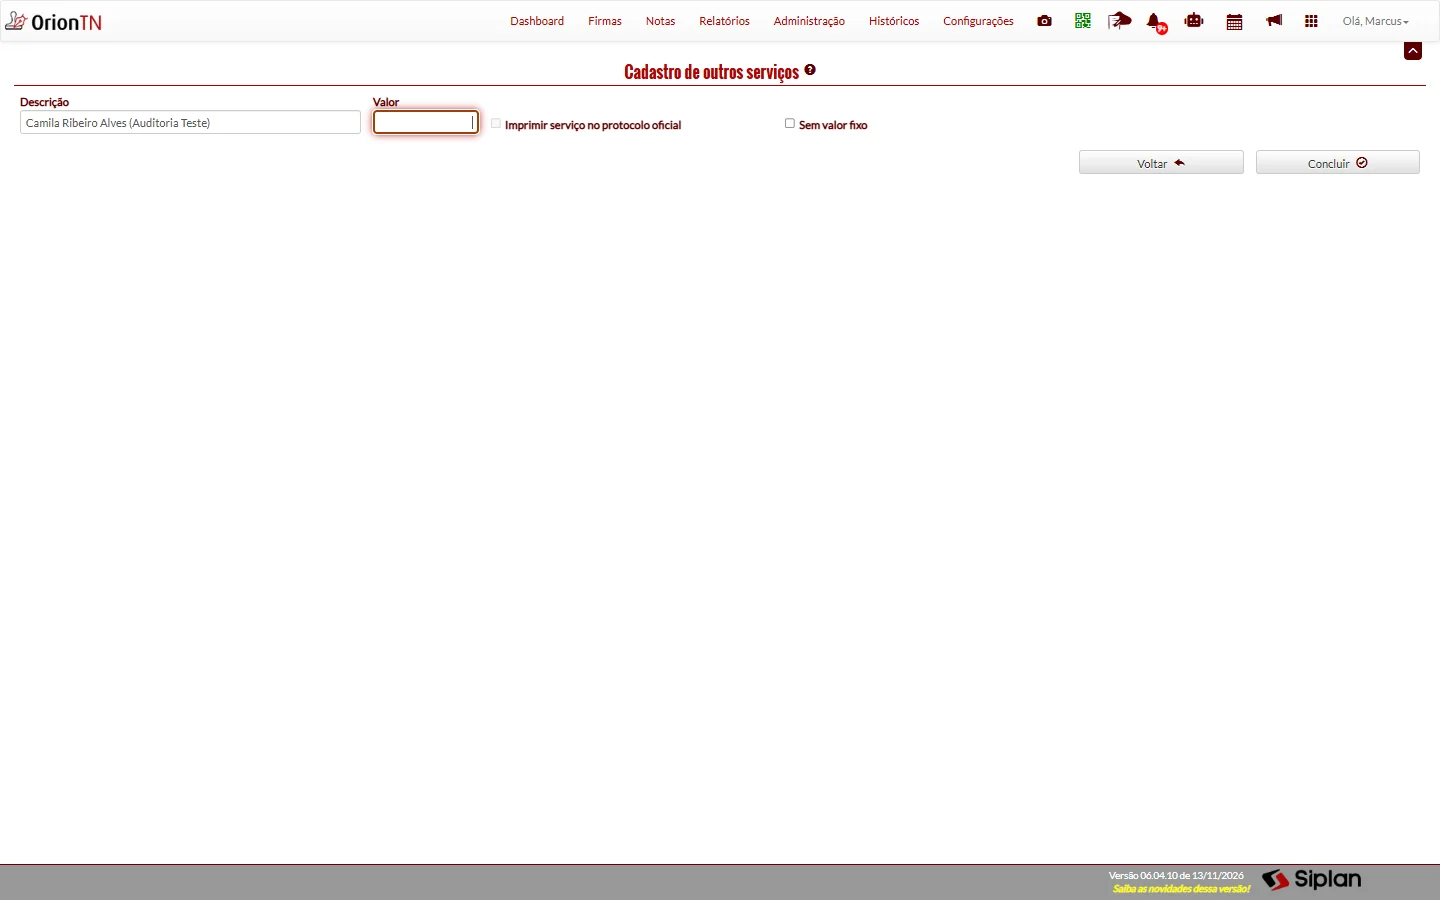 OrionTN
Dashboard Firmas Notas Relatórios Administração Históricos Configurações 9+ Olá, Marcus
Cadastro de outros serviços ?
Descrição Valor
Camila Ribeiro Alves (Auditoria Teste) Imprimir serviço no protocolo oficial Sem valor fixo
Voltar Concluir
Versão 06.04.10 de 13/11/2026
Saiba as novidades dessa versão!
Siplan